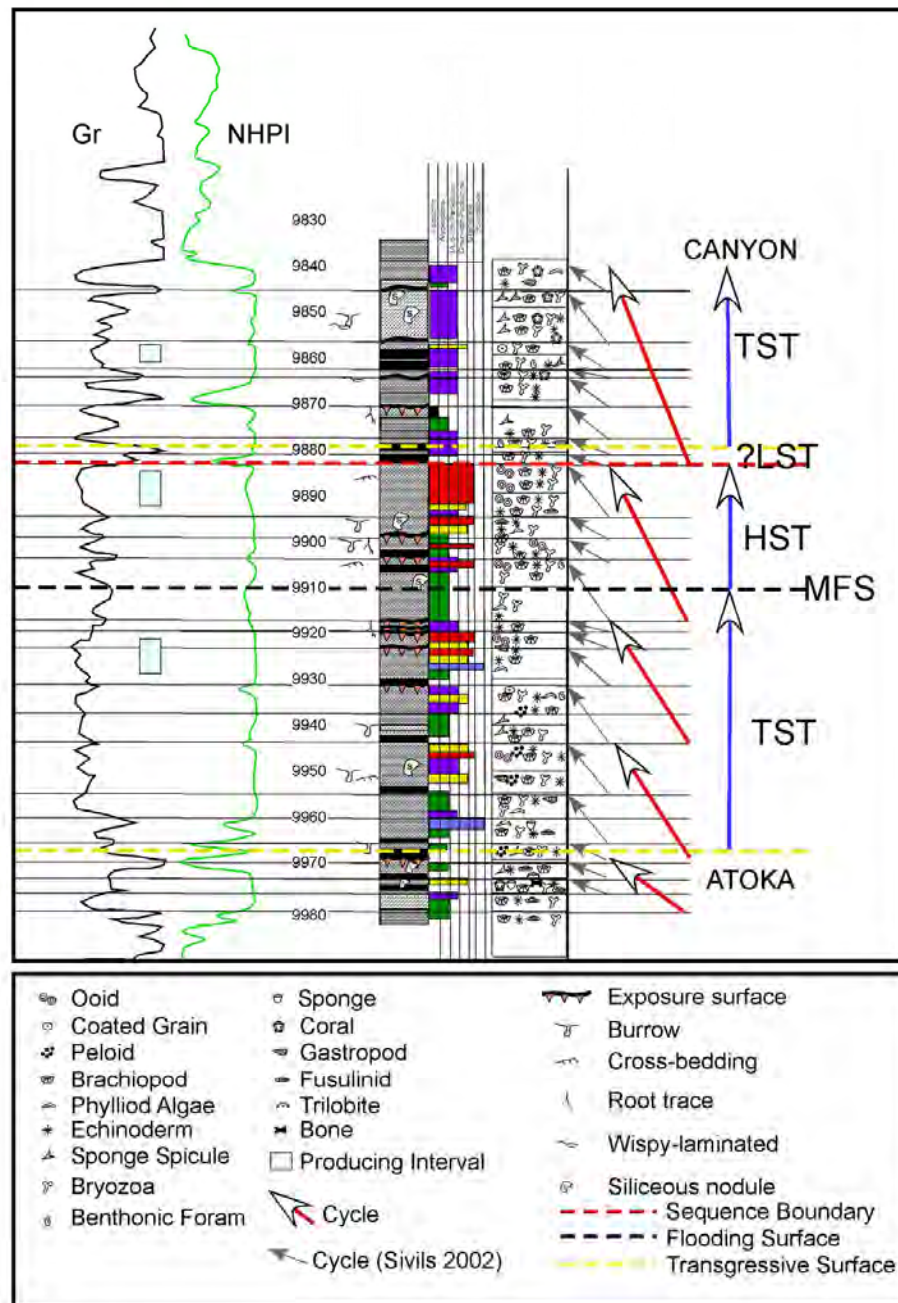 Gr NHPI
9830
9840
9850
9860
9870
9880
9890
9900
9910
9920
9930
9940
9950
9960
9970
9980
CANYON
TST
?LST
HST
MFS
TST
ATOKA
S
S
S
S
S
Ooid
Coated Grain
Peloid
Brachiopod
Phylliod Algae
Echinoderm
Sponge Spicule
Bryozoa
Benthonic Foram
Sponge
Coral
Gastropod
Fusulinid
Trilobite
Bone
Producing Interval
Cycle
Cycle (Sivils 2002)
Exposure surface
Burrow
Cross-bedding
Root trace
Wispy-laminated
Siliceous nodule
Sequence Boundary
Flooding Surface
Transgressive Surface